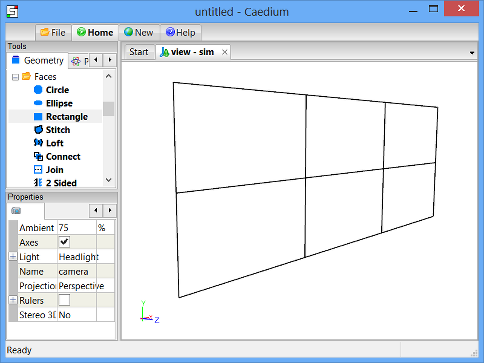 untitled - Caedium
File
Home
New
Help
Tools
Geometry
Faces
Circle
Ellipse
Rectangle
Stitch
Loft
Connect
Join
2 Sided
Properties
Ambient 75 %
Axes
Light Headlight
Name camera
Projection Perspective
Rulers
Stereo 3D No
Start
view - sim
Y
Z
Ready